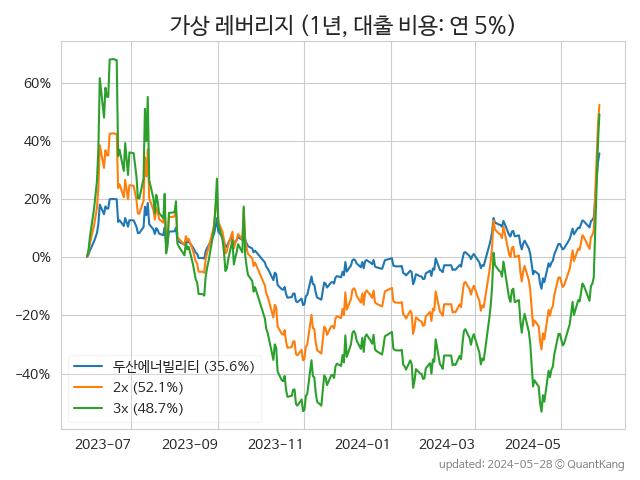 가상 레버리지 (1년, 대출 비용: 연 5%)
60%
40%
20%
0%
−20%
−40%
두산에너빌리티 (35.6%)
2x (52.1%)
3x (48.7%)
2023-07 2023-09 2023-11 2024-01 2024-03 2024-05
updated: 2024-05-28 ⓒ QuantKang